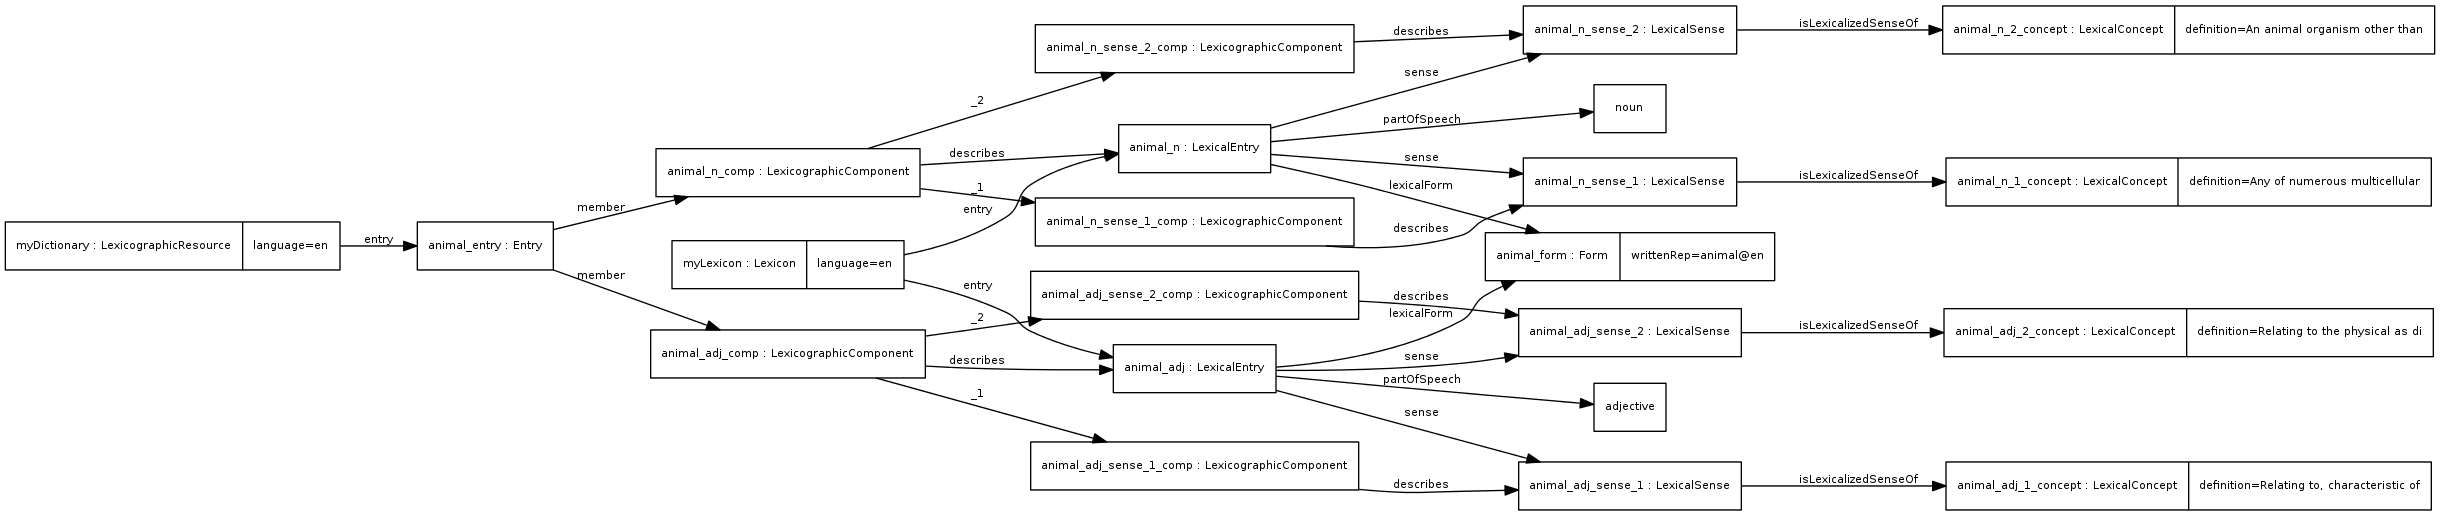 myDictionary : LexicographicResource
language=en
entry
animal_entry : Entry
member
member
animal_n_comp : LexicographicComponent
myLexicon : Lexicon
language=en
animal_adj_comp : LexicographicComponent
_2
describes
_1
entry
entry
_2
describes
_1
animal_n_sense_2_comp : LexicographicComponent
animal_n : LexicalEntry
animal_n_sense_1_comp : LexicographicComponent
animal_adj_sense_2_comp : LexicographicComponent
animal_adj : LexicalEntry
animal_adj_sense_1_comp : LexicographicComponent
describes
sense
partOfSpeech
sense
lexicalForm
describes
describes
lexicalForm
sense
partOfSpeech
sense
describes
animal_n_sense_2 : LexicalSense
noun
animal_n_sense_1 : LexicalSense
animal_form : Form
writtenRep=animal@en
animal_adj_sense_2 : LexicalSense
adjective
animal_adj_sense_1 : LexicalSense
isLexicalizedSenseOf
isLexicalizedSenseOf
isLexicalizedSenseOf
isLexicalizedSenseOf
animal_n_2_concept : LexicalConcept
definition=An animal organism other than
animal_n_1_concept : LexicalConcept
definition=Any of numerous multicellular
animal_adj_2_concept : LexicalConcept
definition=Relating to the physical as di
animal_adj_1_concept : LexicalConcept
definition=Relating to, characteristic of